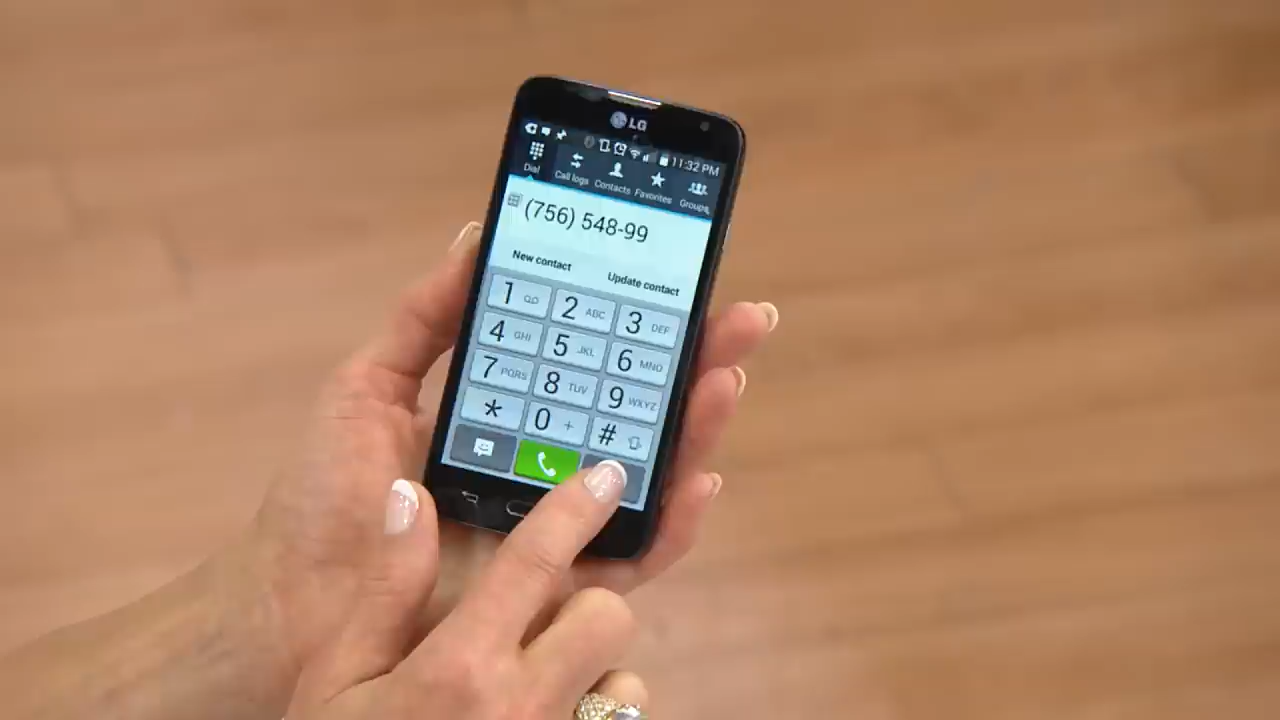 LG
11:32 PM
Dial Call logs Contacts Favorites Groups
(756) 548-99
New contact Update contact
1 2 ABC 3 DEF
4 GHI 5 JKL 6 MNO
7 PQRS 8 TUV 9 WXYZ
* 0 + #